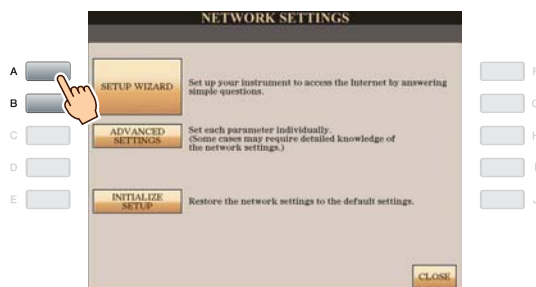 NETWORK SETTINGS
A
B
C
D
E
SETUP WIZARD
Set up your instrument to access the Internet by answering
simple questions.
ADVANCED
SETTINGS
Set each parameter individually.
(Some cases may require detailed knowledge of
the network settings.)
INITIALIZE
SETUP
Restore the network settings to the default settings.
CLOSE